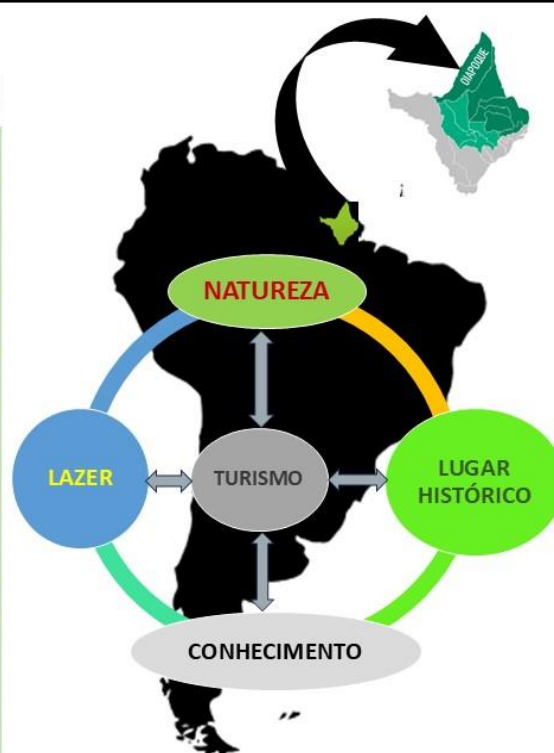 OIAPOQUE
NATUREZA
LAZER
TURISMO
LUGAR
HISTÓRICO
CONHECIMENTO